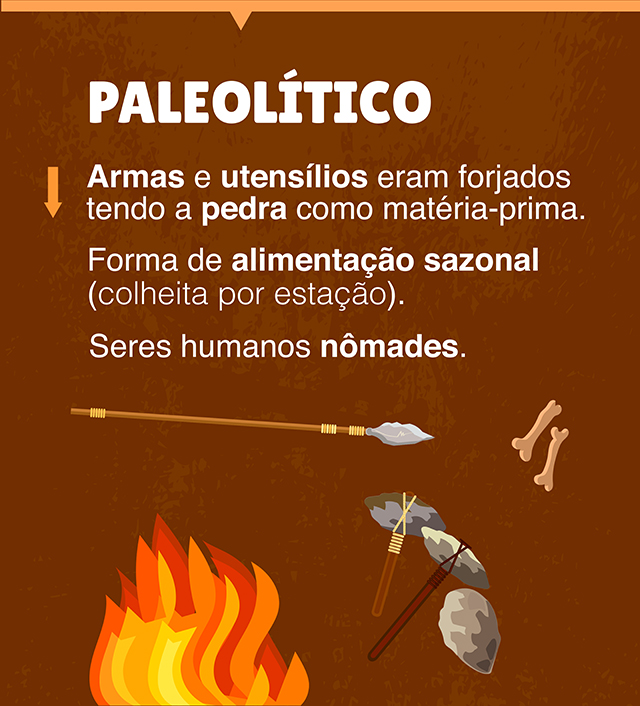 PALEOLÍTICO
Armas e utensílios eram forjados
tendo a pedra como matéria-prima.
Forma de alimentação sazonal
(colheita por estação).
Seres humanos nômades.